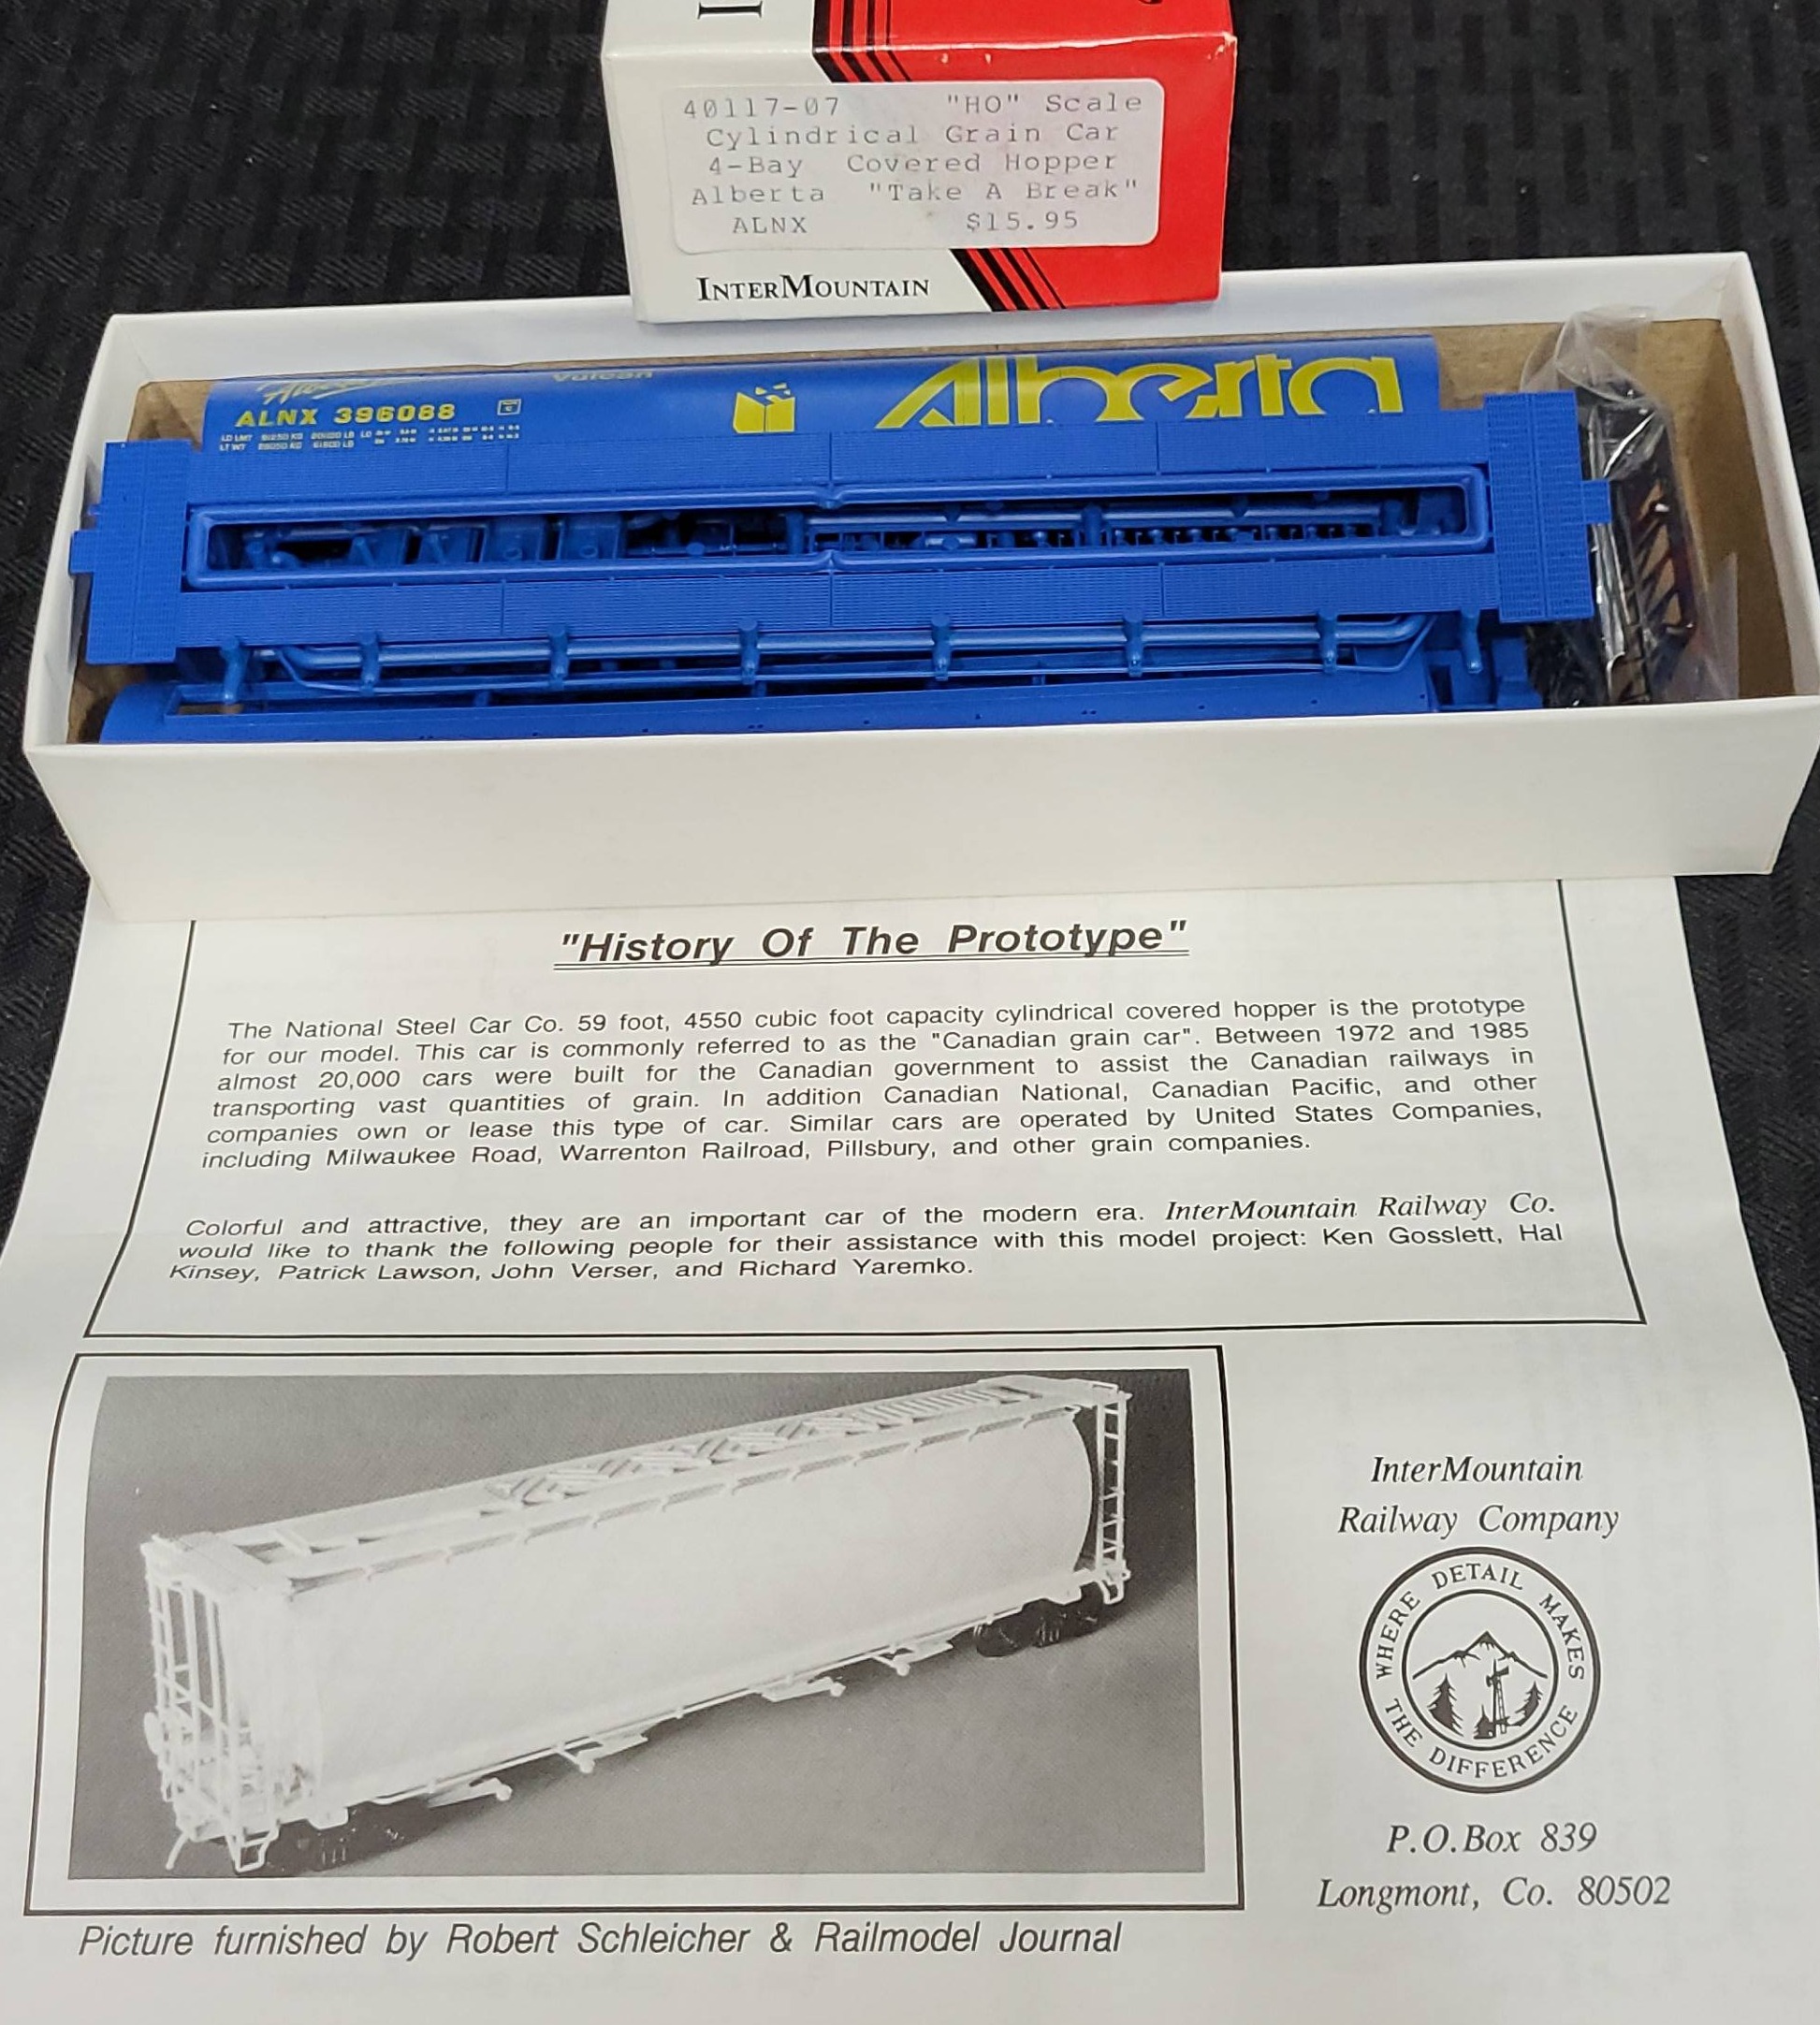 40117-07 "HO" Scale
Cylindrical Grain Car
4-Bay Covered Hopper
Alberta "Take A Break"
ALNX $15.95
INTERMOUNTAIN
Vulcan
Alberta
ALNX 396088
"History Of The Prototype"
The National Steel Car Co. 59 foot, 4550 cubic foot capacity cylindrical covered hopper is the prototype
for our model. This car is commonly referred to as the "Canadian grain car". Between 1972 and 1985
almost 20,000 cars were built for the Canadian government to assist the Canadian railways in
transporting vast quantities of grain. In addition Canadian National, Canadian Pacific, and other
companies own or lease this type of car. Similar cars are operated by United States Companies,
including Milwaukee Road, Warrenton Railroad, Pillsbury, and other grain companies.
Colorful and attractive, they are an important car of the modern era. InterMountain Railway Co.
would like to thank the following people for their assistance with this model project: Ken Gosslett, Hal
Kinsey, Patrick Lawson, John Verser, and Richard Yaremko.
InterMountain
Railway Company
WHERE DETAIL MAKES
THE DIFFERENCE
P.O.Box 839
Longmont, Co. 80502
Picture furnished by Robert Schleicher & Railmodel Journal